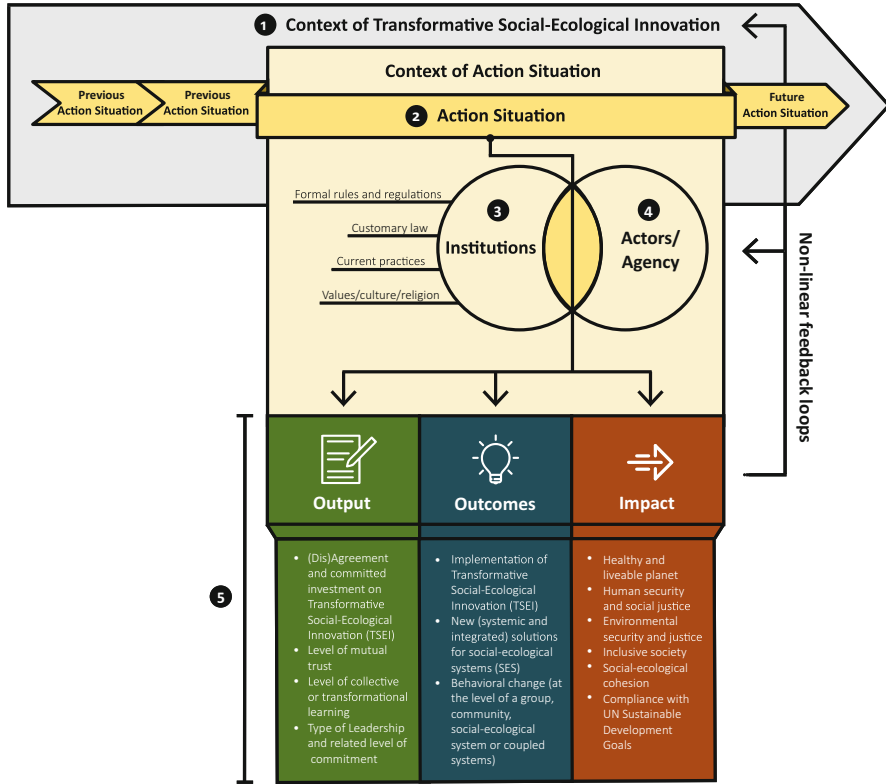 1 Context of Transformative Social-Ecological Innovation
Context of Action Situation
Previous
Action Situation
Previous
Action Situation
2 Action Situation
Future
Action Situation
Formal rules and regulations
Customary law
Current practices
Values/culture/religion
3
Institutions
4
Actors/
Agency
Non-linear feedback loops
5
Output
(Dis)Agreement
and committed
investment on
Transformative
Social-Ecological
Innovation (TSEI)
Level of mutual
trust
Level of collective
or transformational
learning
Type of Leadership
and related level of
commitment
Outcomes
Implementation of
Transformative
Social-Ecological
Innovation (TSEI)
New (systemic and
integrated) solutions
for social-ecological
systems (SES)
Behavioral change (at
the level of a group,
community,
social-ecological
system or coupled
systems)
Impact
Healthy and
liveable planet
Human security
and social justice
Environmental
security and justice
Inclusive society
Social-ecological
cohesion
Compliance with
UN Sustainable
Development
Goals